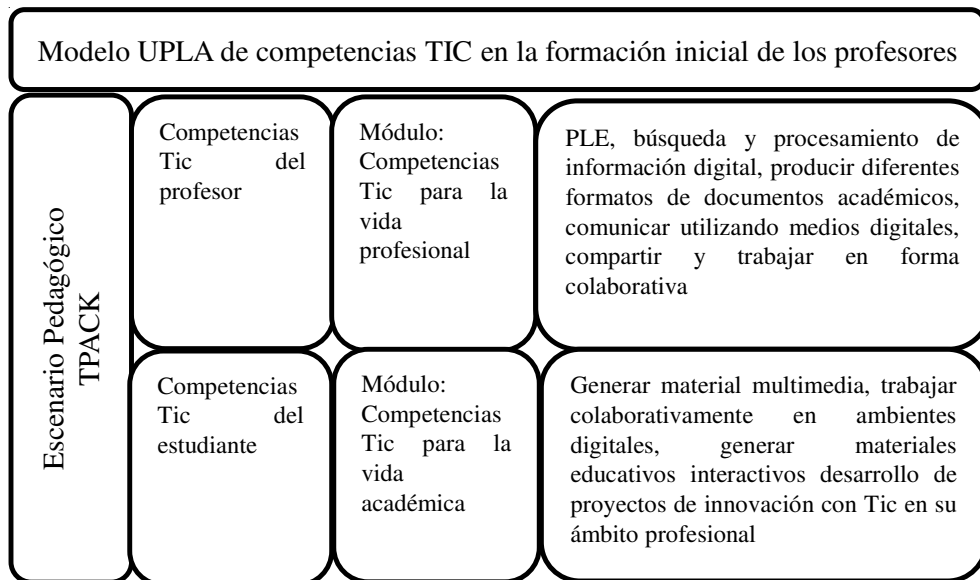 Modelo UPLA de competencias TIC en la formación inicial de los profesores
Escenario Pedagógico
TPACK
Competencias
Tic del
profesor
Módulo:
Competencias
Tic para la
vida
profesional
PLE, búsqueda y procesamiento de
información digital, producir diferentes
formatos de documentos académicos,
comunicar utilizando medios digitales,
compartir y trabajar en forma
colaborativa
Competencias
Tic del
estudiante
Módulo:
Competencias
Tic para la
vida
académica
Generar material multimedia, trabajar
colaborativamente en ambientes
digitales, generar materiales
educativos interactivos desarrollo de
proyectos de innovación con Tic en su
ámbito profesional